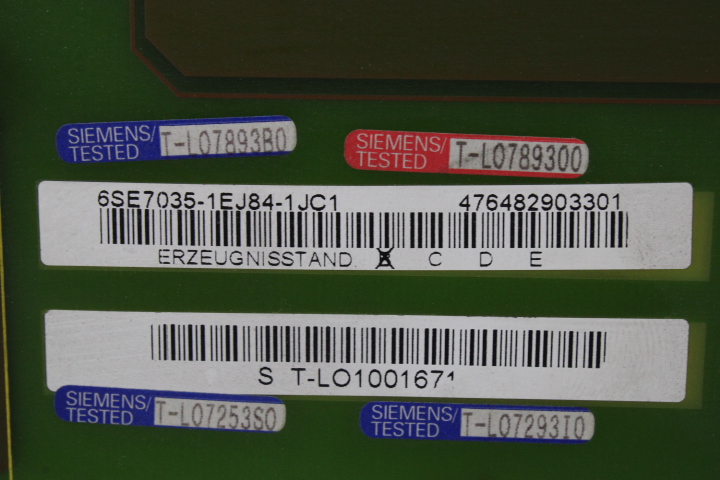 SIEMENS/
TESTED
T-L07893B0
SIEMENS/
TESTED
T-L0789300
6SE7035-1EJ84-1JC1
476482903301
ERZEUGNISSTAND C D E
S T-LO1001671
SIEMENS/
TESTED
T-L07253S0
SIEMENS/
TESTED
T-L07293I0